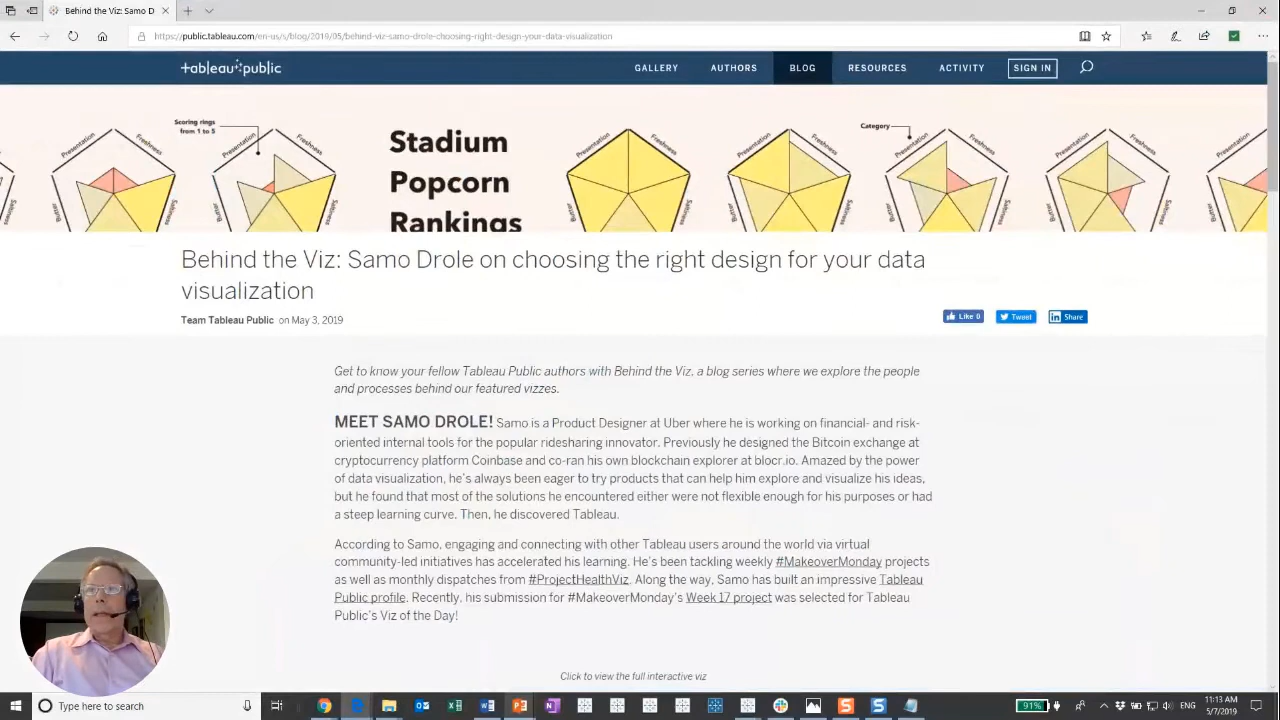 Behind the Viz: Samo D
https://public.tableau.com/en-us/s/blog/2019/05/behind-viz-samo-drole-choosing-right-design-your-data-visualization
tableau public
GALLERY
AUTHORS
BLOG
RESOURCES
ACTIVITY
SIGN IN
Scoring rings
from 1 to 5
Category
Presentation
Freshness
Presentation
Freshness
Presentation
Freshness
Presentation
Freshness
Presentation
Freshness
Presentation
Freshness
Presentation
Butter
Saltiness
Stadium
Popcorn
Rankings
Behind the Viz: Samo Drole on choosing the right design for your data
visualization
Team Tableau Public on May 3, 2019
Like 0
Tweet
Share
Get to know your fellow Tableau Public authors with Behind the Viz, a blog series where we explore the people
and processes behind our featured vizzes.
MEET SAMO DROLE! Samo is a Product Designer at Uber where he is working on financial- and risk-
oriented internal tools for the popular ridesharing innovator. Previously he designed the Bitcoin exchange at
cryptocurrency platform Coinbase and co-ran his own blockchain explorer at blocr.io. Amazed by the power
of data visualization, he's always been eager to try products that can help him explore and visualize his ideas,
but he found that most of the solutions he encountered either were not flexible enough for his purposes or had
a steep learning curve. Then, he discovered Tableau.
According to Samo, engaging and connecting with other Tableau users around the world via virtual
community-led initiatives has accelerated his learning. He's been tackling weekly #MakeoverMonday projects
as well as monthly dispatches from #ProjectHealthViz. Along the way, Samo has built an impressive Tableau
Public profile. Recently, his submission for #MakeoverMonday's Week 17 project was selected for Tableau
Public's Viz of the Day!
Click to view the full interactive viz
Type here to search
91%
ENG
11:13 AM
5/7/2019